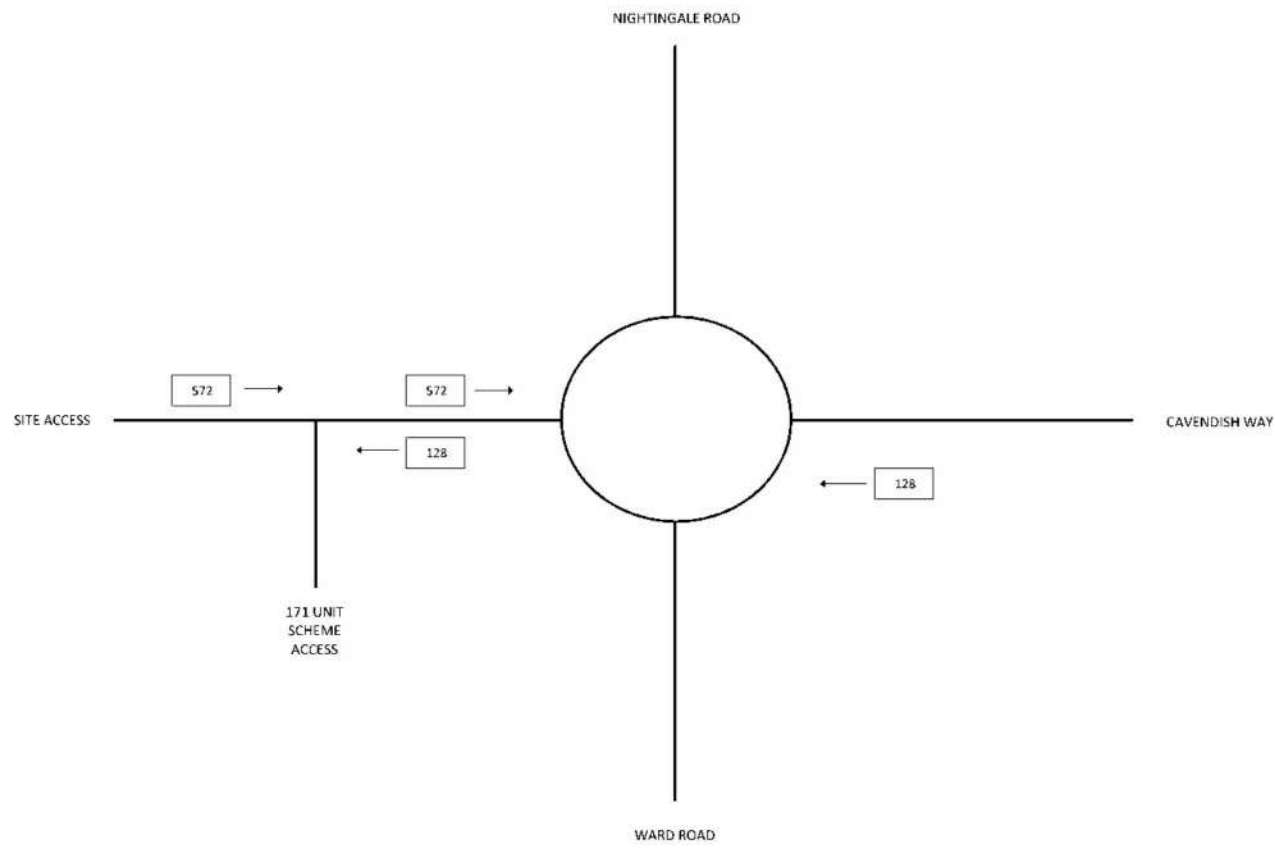 NIGHTINGALE ROAD
572
572
SITE ACCESS
CAVENDISH WAY
128
128
171 UNIT
SCHEME
ACCESS
WARD ROAD